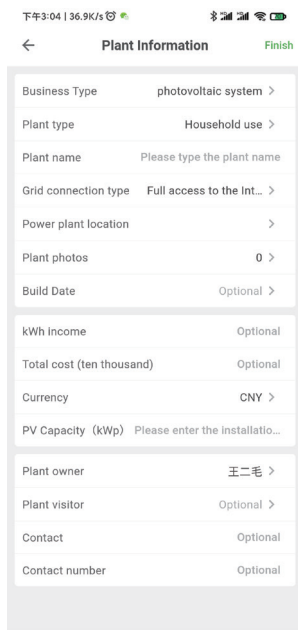 下午3:04 | 36.9K/s
Plant Information
Finish
Business Type photovoltaic system
Plant type Household use
Plant name Please type the plant name
Grid connection type Full access to the Int...
Power plant location
Plant photos 0
Build Date Optional
kWh income Optional
Total cost (ten thousand) Optional
Currency CNY
PV Capacity（kWp） Please enter the installatio...
Plant owner 王二毛
Plant visitor Optional
Contact Optional
Contact number Optional